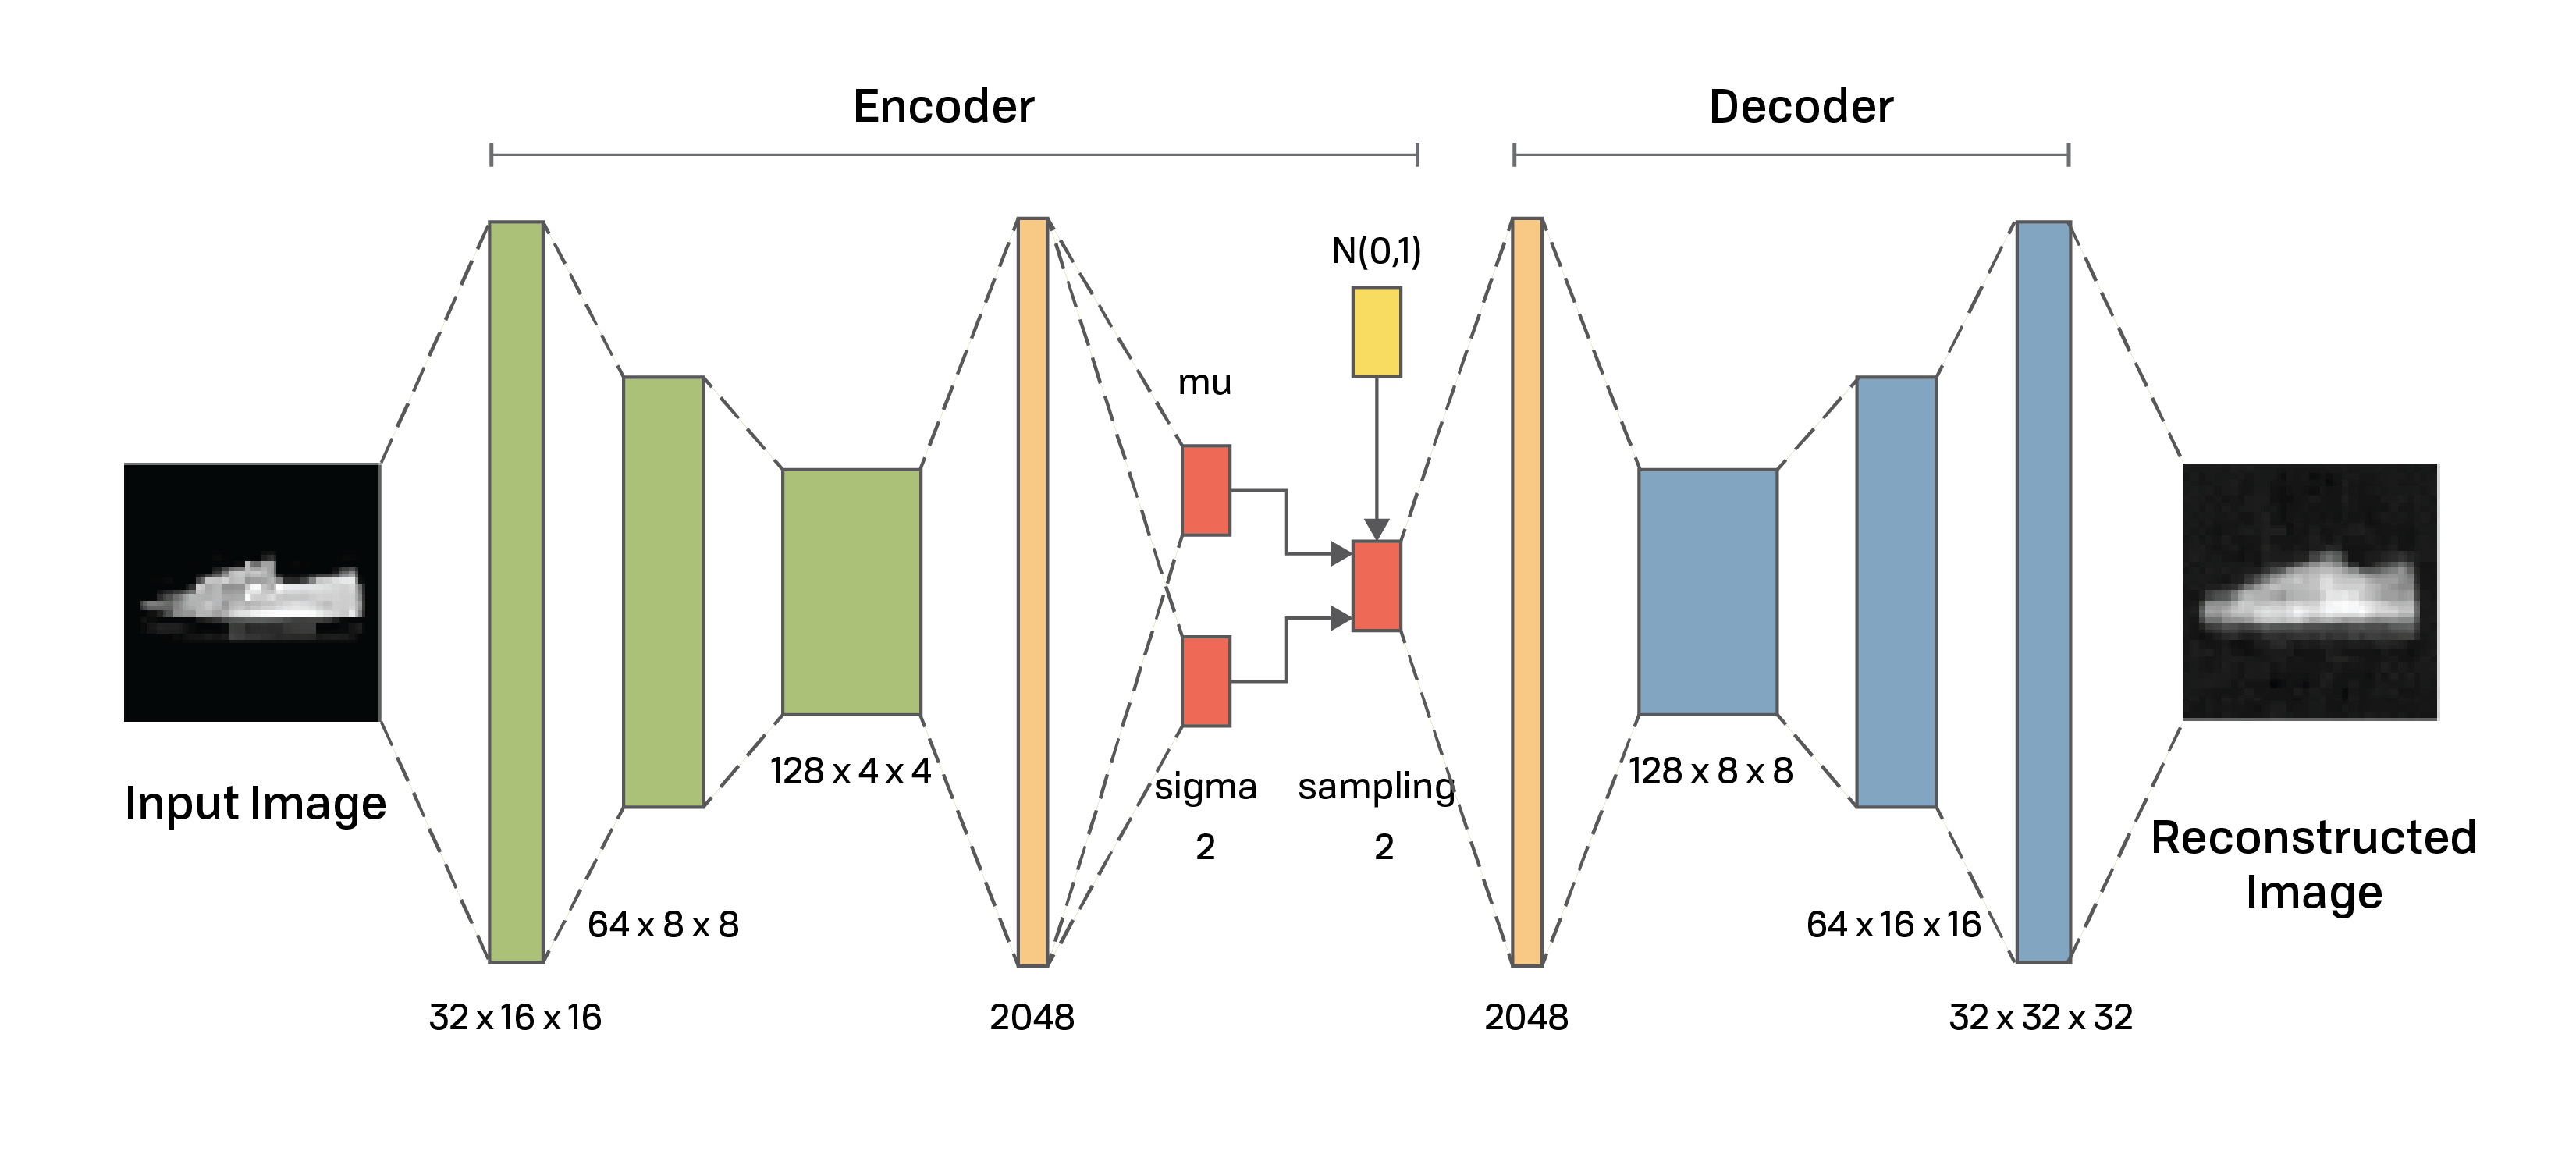 Encoder
Decoder
N(0,1)
mu
128 x 4 x 4
sigma
sampling
128 x 8 x 8
Input Image
2
2
Reconstructed
Image
64 x 8 x 8
64 x 16 x 16
32 x 16 x 16
2048
2048
32 x 32 x 32